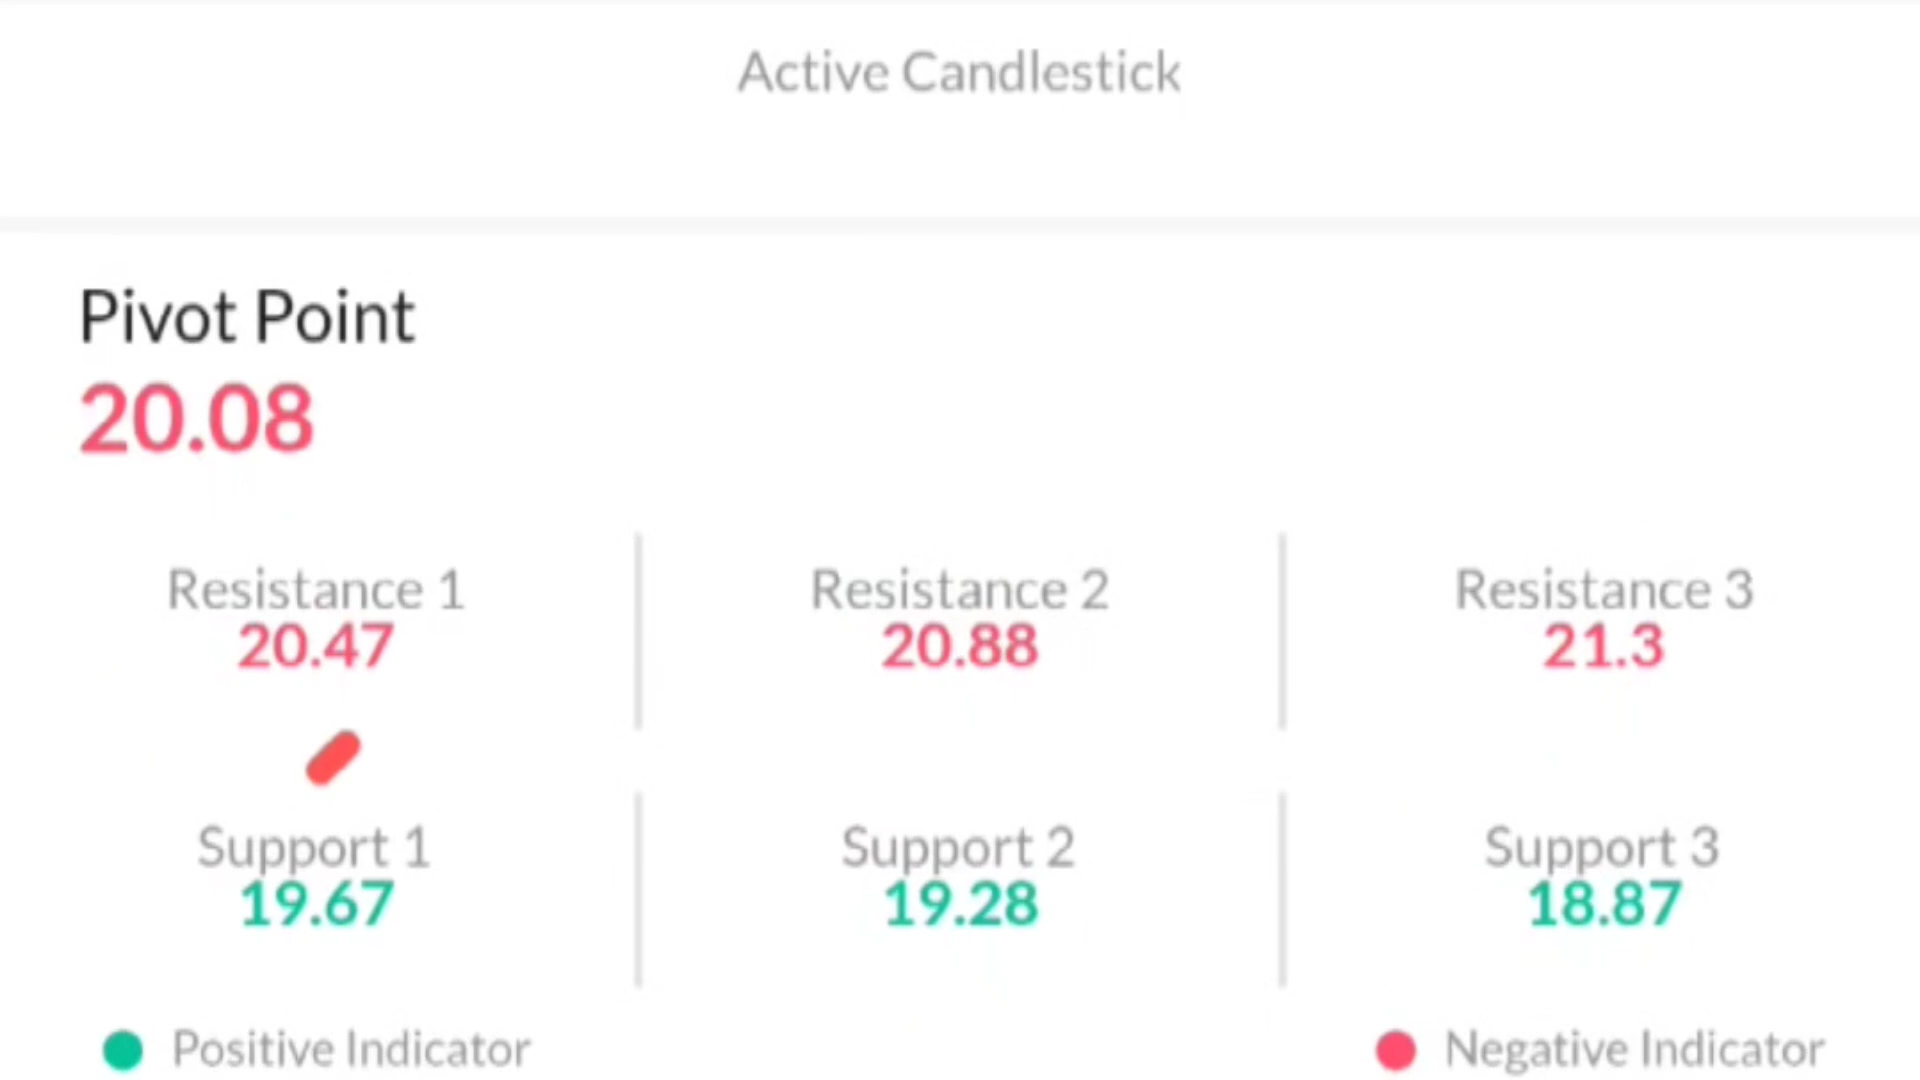 Active Candlestick
Pivot Point
20.08
Resistance 1 Resistance 2 Resistance 3
20.47 20.88 21.3
Support 1 Support 2 Support 3
19.67 19.28 18.87
Positive Indicator Negative Indicator